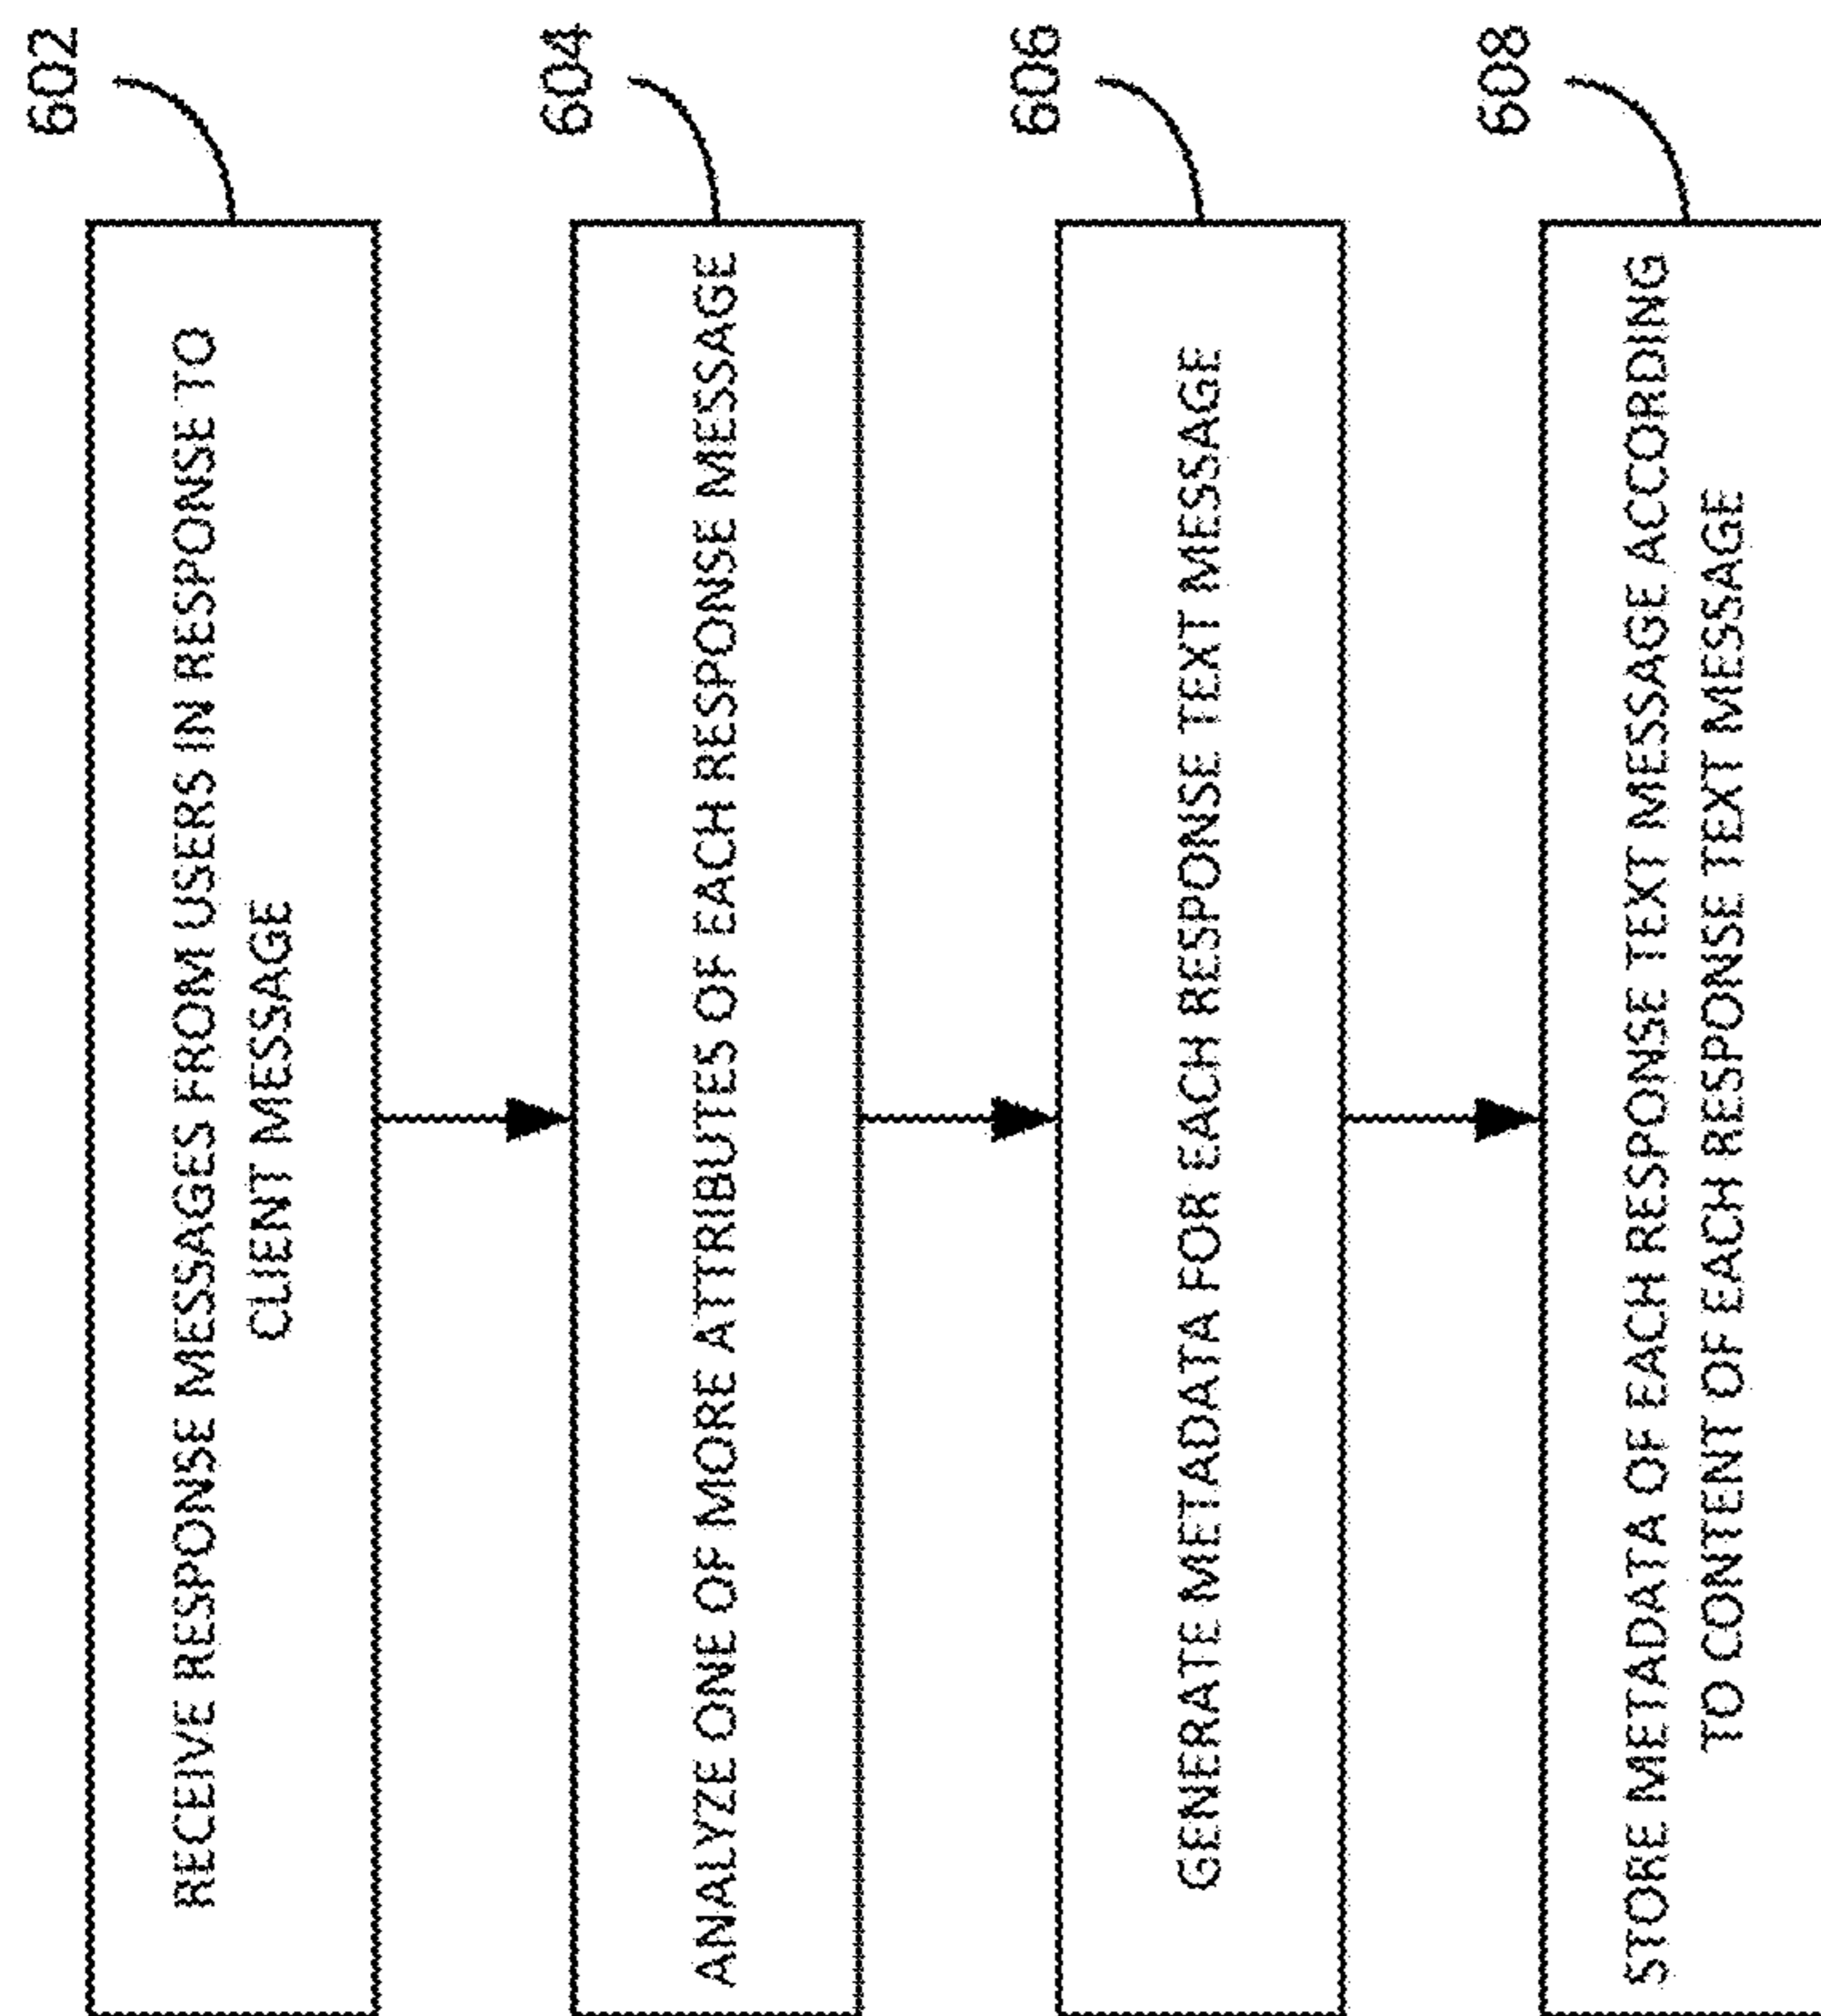 602
RECEIVE RESPONSE MESSAGES FROM USERS IN RESPONSE TO
CLIENT MESSAGE
604
ANALYZE ONE OF MORE ATTRIBUTES OF EACH RESPONSE MESSAGE
606
GENERATE METADATA FOR EACH RESPONSE TEXT MESSAGE
608
STORE METADATA OF EACH RESPONSE TEXT MESSAGE ACCORDING
TO CONTENT OF EACH RESPONSE TEXT MESSAGE